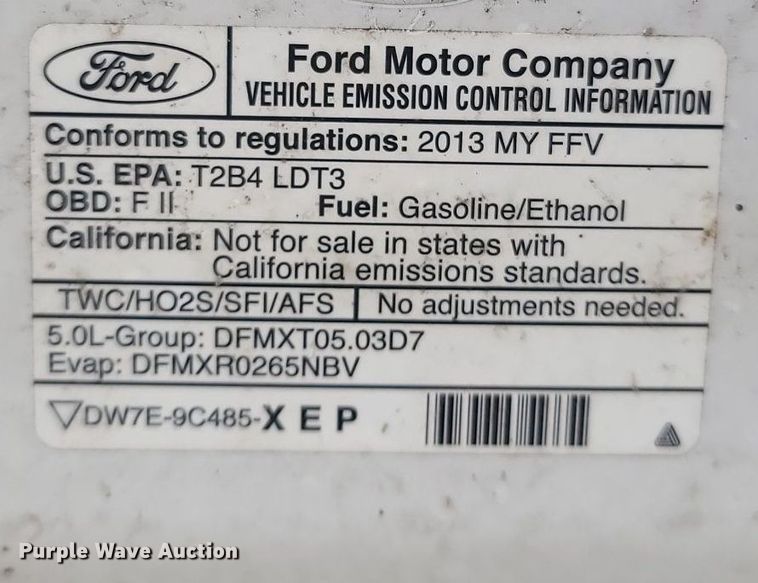 Ford
Ford Motor Company
VEHICLE EMISSION CONTROL INFORMATION
Conforms to regulations: 2013 MY FFV
U.S. EPA: T2B4 LDT3
OBD: F II Fuel: Gasoline/Ethanol
California: Not for sale in states with
California emissions standards.
TWC/HO2S/SFI/AFS No adjustments needed.
5.0L-Group: DFMXT05.03D7
Evap: DFMXR0265NBV
DW7E-9C485-X E P
Purple Wave Auction